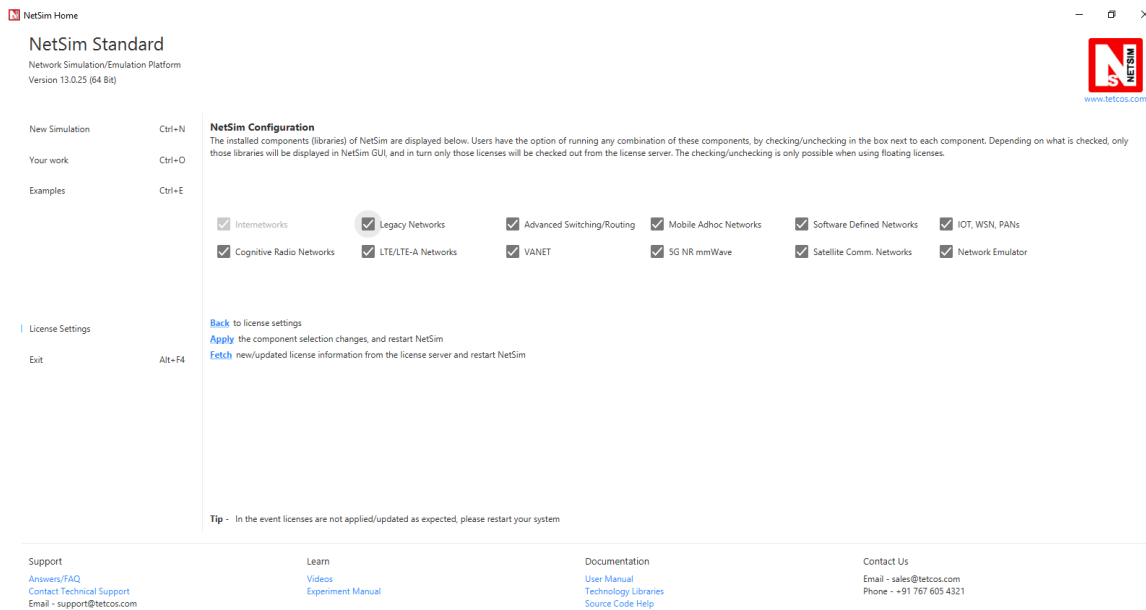 NetSim Home
NetSim Standard
Network Simulation/Emulation Platform
Version 13.0.25 (64 Bit)
NETSIM
www.tetcos.com
New Simulation Ctrl+N
Your work Ctrl+O
Examples Ctrl+E
License Settings
Exit Alt+F4
NetSim Configuration
The installed components (libraries) of NetSim are displayed below. Users have the option of running any combination of these components, by checking/unchecking in the box next to each component. Depending on what is checked, only
those libraries will be displayed in NetSim GUI, and in turn only those licenses will be checked out from the license server. The checking/unchecking is only possible when using floating licenses.
Internetworks Legacy Networks Advanced Switching/Routing Mobile Adhoc Networks Software Defined Networks IOT, WSN, PANs
Cognitive Radio Networks LTE/LTE-A Networks VANET 5G NR mmWave Satellite Comm. Networks Network Emulator
Back to license settings
Apply the component selection changes, and restart NetSim
Fetch new/updated license information from the license server and restart NetSim
Tip - In the event licenses are not applied/updated as expected, please restart your system
Support
Answers/FAQ
Contact Technical Support
Email - support@tetcos.com
Learn
Videos
Experiment Manual
Documentation
User Manual
Technology Libraries
Source Code Help
Contact Us
Email - sales@tetcos.com
Phone - +91 767 605 4321